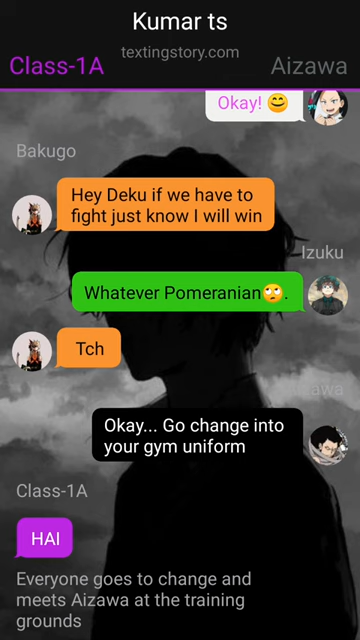 Kumar ts
textingstory.com
Class-1A
Aizawa
Okay! 😊
Bakugo
Hey Deku if we have to
fight just know I will win
Izuku
Whatever Pomeranian🙄.
Tch
Okay... Go change into
your gym uniform
Class-1A
HAI
Everyone goes to change and
meets Aizawa at the training
grounds